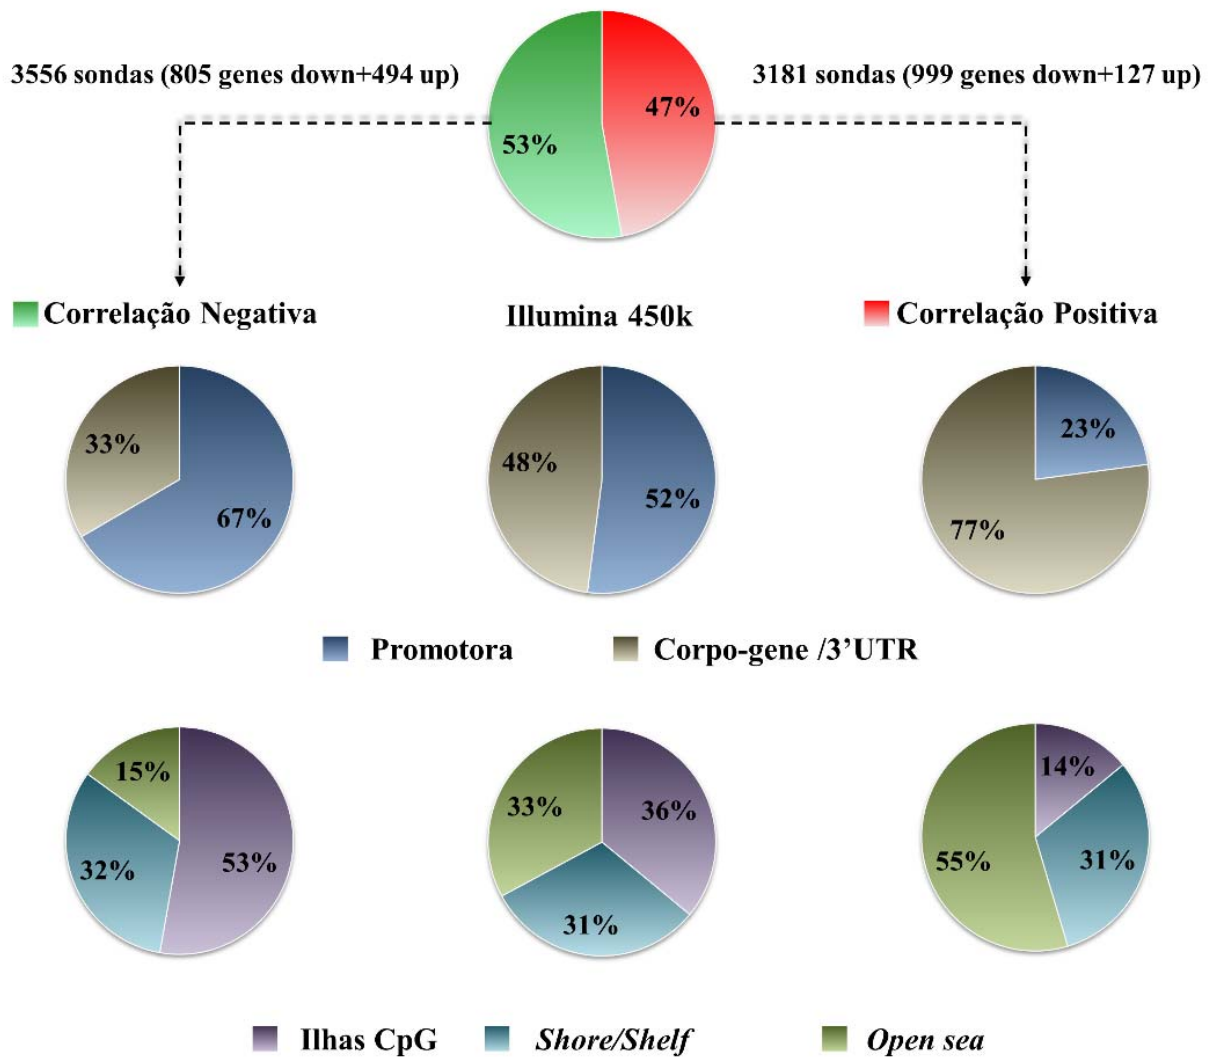 3556 sondas (805 genes down+494 up)
3181 sondas (999 genes down+127 up)
47%
53%
Correlação Negativa
Illumina 450k
Correlação Positiva
33%
67%
48%
52%
23%
77%
Promotora
Corpo-gene /3’UTR
15%
32%
53%
33%
36%
31%
14%
55%
31%
Ilhas CpG
Shore/Shelf
Open sea